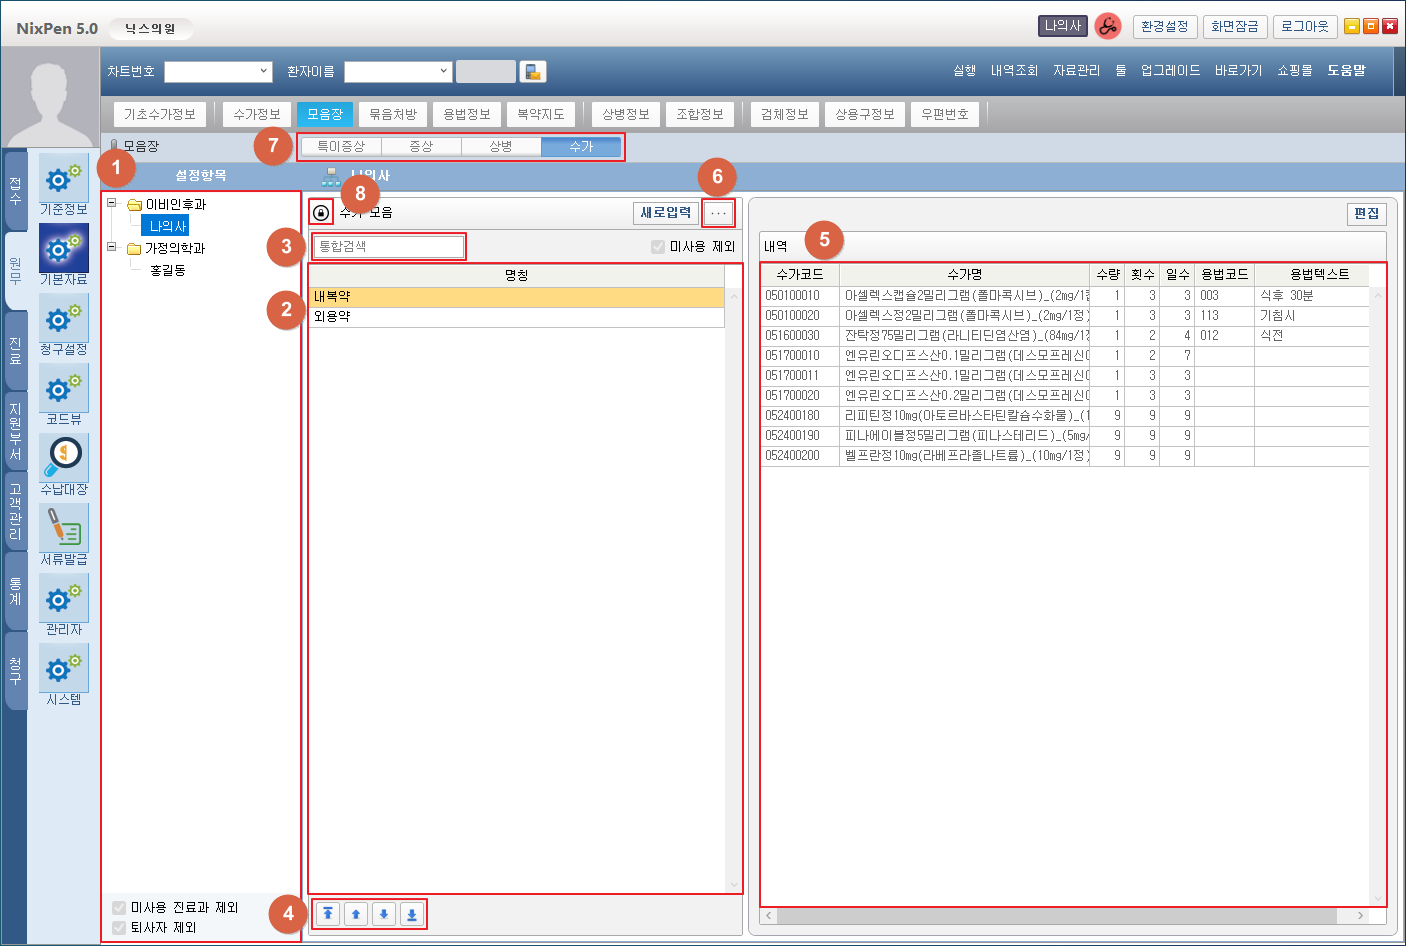 NixPen 5.0 닉스의원 나의사 환경설정 화면잠금 로그아웃
차트번호 환자이름 실행 내역조회 자료관리 툴 업그레이드 바로가기 쇼핑몰 도움말
기초수가정보 수가정보 모음장 묶음처방 용법정보 복약지도 상병정보 조합정보 검체정보 상용구정보 우편번호
모음장 7 특이증상 증상 상병 수가
1 설정항목 나의사 6
접수
원무
진료
지원부서
고객관리
통계
청구
기준정보
기본자료
청구설정
코드뷰
수납대장
서류발급
관리자
시스템
이비인후과
나의사
가정의학과
홍길동
미사용 진료과 제외
퇴사자 제외
8 수가 모음 새로입력 ...
3 통합검색 미사용 제외
명칭
2 내복약
외용약
4
편집
내역 5
수가코드 수가명 수량 횟수 일수 용법코드 용법텍스트
050100010 아셀렉스캡슐2밀리그램(폴마콕시브)_(2mg/1캡 1 3 3 003 식후 30분
050100020 아셀렉스정2밀리그램(폴마콕시브)_(2mg/1정) 1 3 3 113 기침시
051600030 잔탁정75밀리그램(라니티딘염산염)_(84mg/1정 1 2 4 012 식전
051700010 엔유린오디프스산0.1밀리그램(데스모프레신 1 2 7
051700011 엔유린오디프스산0.1밀리그램(데스모프레신 1 3 3
051700020 엔유린오디프스산0.2밀리그램(데스모프레신 1 3 3
052400180 리피틴정10mg(아토르바스타틴칼슘수화물)_(1 9 9 9
052400190 피나에이블정5밀리그램(피나스테리드)_(5mg/ 9 9 9
052400200 벨프란정10mg(라베프라졸나트륨)_(10mg/1정) 9 9 9